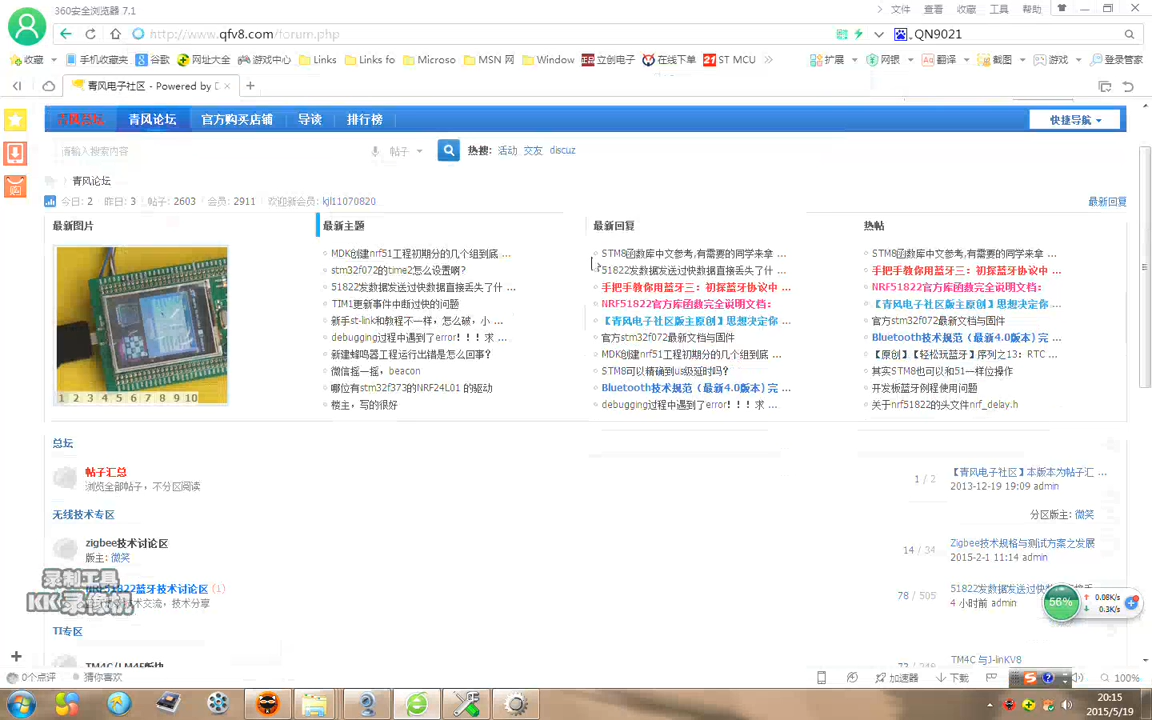 360安全浏览器 7.1
文件 查看 收藏 工具 帮助
http://www.qfv8.com/forum.php
QN9021
收藏 手机收藏夹 谷歌 网址大全 游戏中心 Links Links fo Microso MSN 网 Window 立创电子 在线下单 21 ST MCU » 扩展 网银 翻译 截图 游戏 登录管家
青风电子社区 - Powered by D
青风论坛 官方购买店铺 导读 排行榜 快捷导航
请输入搜索内容 帖子 热搜: 活动 交友 discuz
青风论坛
今日: 2 昨日: 3 帖子: 2603 会员: 2911 欢迎新会员: kjl11070820 最新回复
最新图片
1 2 3 4 5 6 7 8 9 10
最新主题
MDK创建nrf51工程初期分的几个组到底 ...
stm32f072的time2怎么设置啊?
51822发数据发送过快数据直接丢失了什 ...
TIM1更新事件中断过快的问题
新手st-link和教程不一样，怎么破，小 ...
debugging过程中遇到了error！！！求 ...
新建蜂鸣器工程运行出错是怎么回事?
微信摇一摇，beacon
哪位有stm32f373的NRF24L01 的驱动
楼主，写的很好
最新回复
STM8函数库中文参考,有需要的同学来拿 ...
51822发数据发送过快数据直接丢失了什 ...
手把手教你用蓝牙三：初探蓝牙协议中 ...
NRF51822官方库函数完全说明文档:
【青风电子社区版主原创】思想决定你 ...
官方stm32f072最新文档与固件
MDK创建nrf51工程初期分的几个组到底 ...
STM8可以精确到us级延时吗?
Bluetooth技术规范（最新4.0版本）完 ...
debugging过程中遇到了error！！！求 ...
热帖
STM8函数库中文参考,有需要的同学来拿 ...
手把手教你用蓝牙三：初探蓝牙协议中 ...
NRF51822官方库函数完全说明文档:
【青风电子社区版主原创】思想决定你 ...
官方stm32f072最新文档与固件
Bluetooth技术规范（最新4.0版本）完 ...
【原创】【轻松玩蓝牙】序列之13：RTC ...
其实STM8也可以和51一样位操作
开发板蓝牙例程使用问题
关于nrf51822的头文件nrf_delay.h
总坛
帖子汇总
浏览全部帖子，不分区阅读
1 / 2
【青风电子社区】本版本为帖子汇 ...
2013-12-19 19:09 admin
无线技术专区
分区版主: 微笑
zigbee技术讨论区
版主: 微笑
14 / 34
Zigbee技术规格与测试方案之发展
2015-2-1 11:14 admin
蓝牙技术讨论区 (1)
技术交流，技术分享
78 / 505
51822发数据发送过快
4 小时前 admin
录制工具
KK录像机
56% 0.08K/s
0.3K/s
TI专区
TM4C 与J-linKV8
0个点评 猜你喜欢 加速器 下载 100%
20:15
2015/5/19